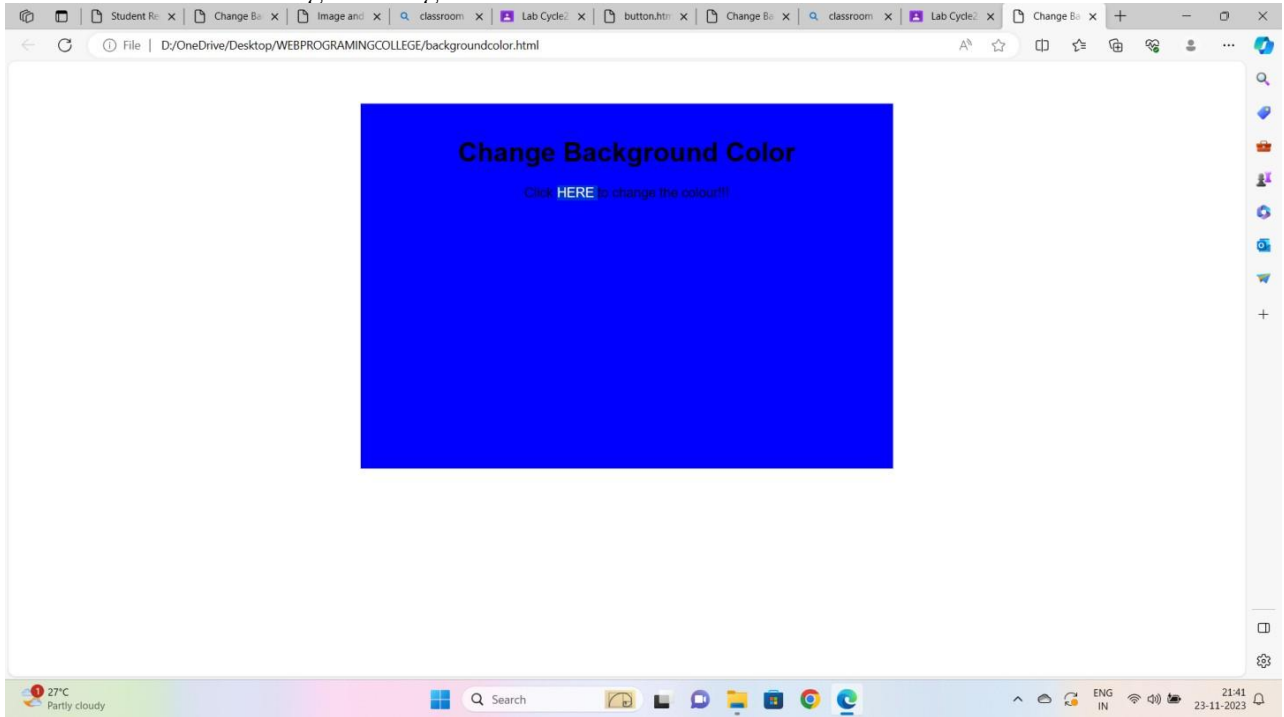 Student Re
Change Ba
Image and
classroom
Lab Cycle2
button.htm
Change Ba
classroom
Lab Cycle2
Change Ba
File | D:/OneDrive/Desktop/WEBPROGRAMINGCOLLEGE/backgroundcolor.html
Change Background Color
Click HERE to change the colour!!!
1
27°C
Partly cloudy
Search
ENG
IN
21:41
23-11-2023